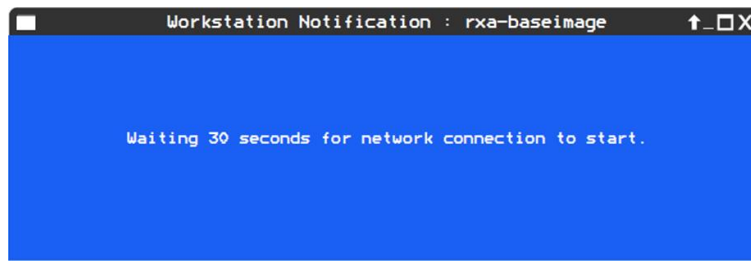 Workstation Notification : rxa-baseimage
Waiting 30 seconds for network connection to start.